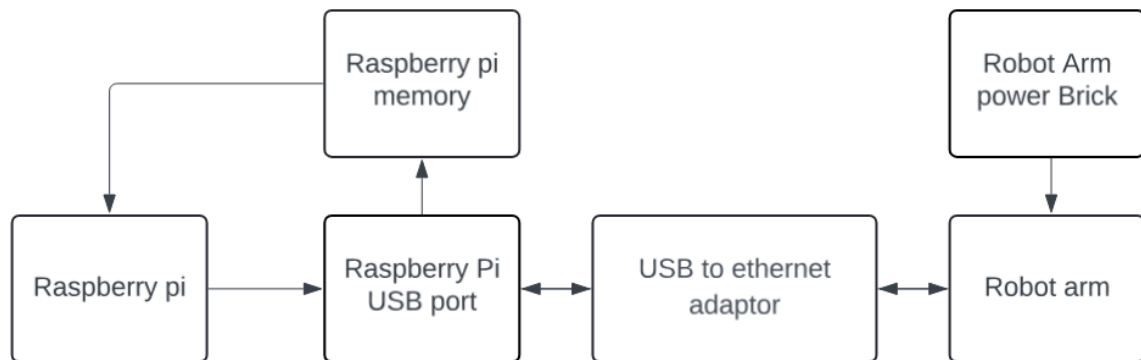 Raspberry pi
memory
Robot Arm
power Brick
Raspberry pi
Raspberry Pi
USB port
USB to ethernet
adaptor
Robot arm